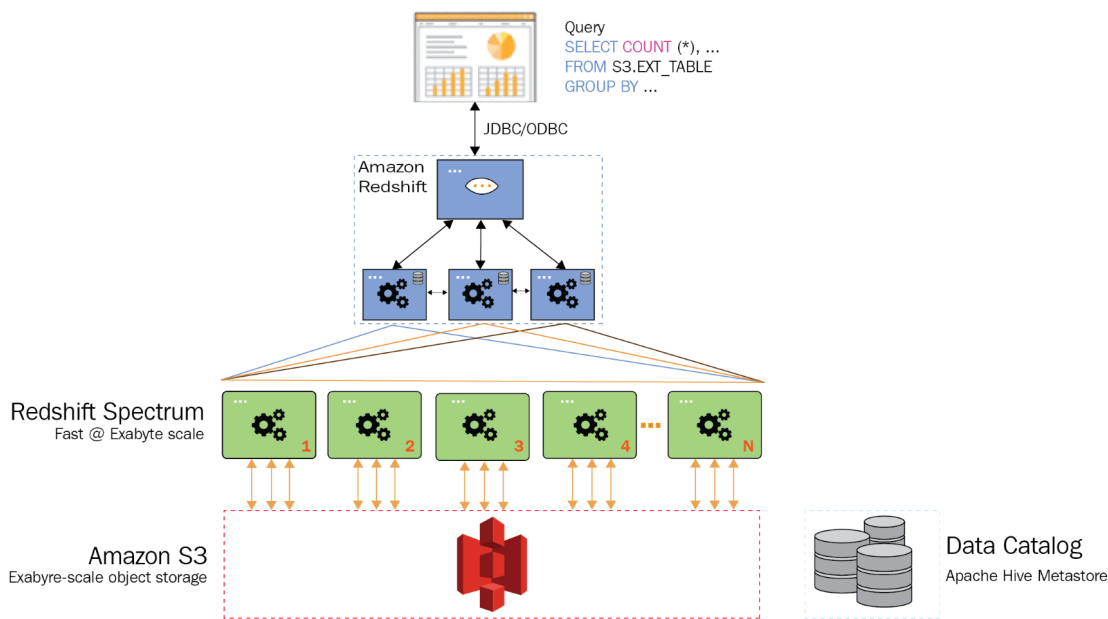 Query
SELECT COUNT (*), ...
FROM S3.EXT_TABLE
GROUP BY ...
JDBC/ODBC
Amazon
Redshift
Redshift Spectrum
Fast @ Exabyte scale
1
2
3
4
N
Amazon S3
Exabyre-scale object storage
Data Catalog
Apache Hive Metastore